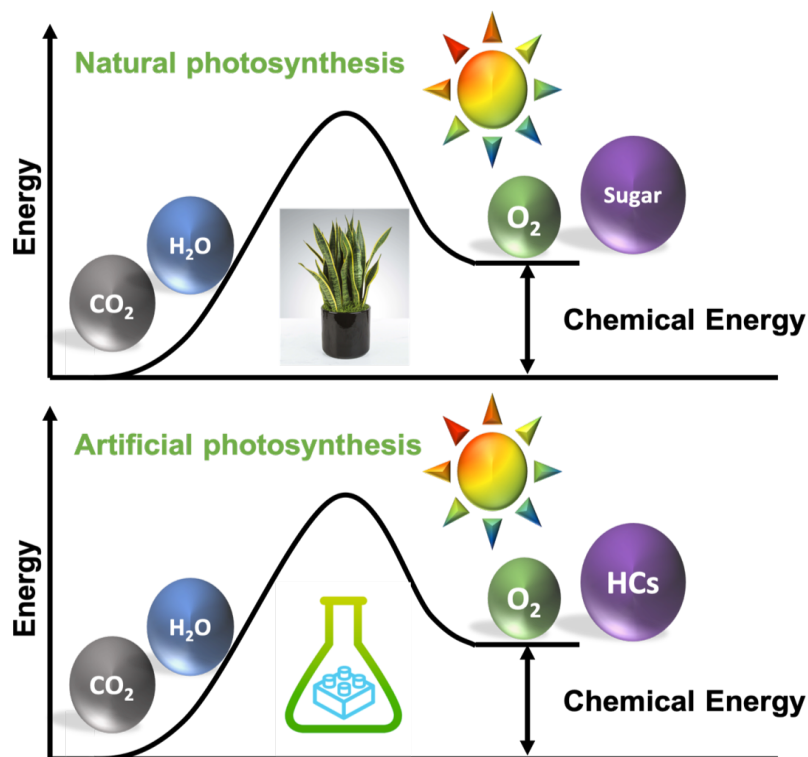 Natural photosynthesis
Energy
CO₂
H₂O
O₂
Sugar
Chemical Energy
Artificial photosynthesis
Energy
CO₂
H₂O
O₂
HCs
Chemical Energy